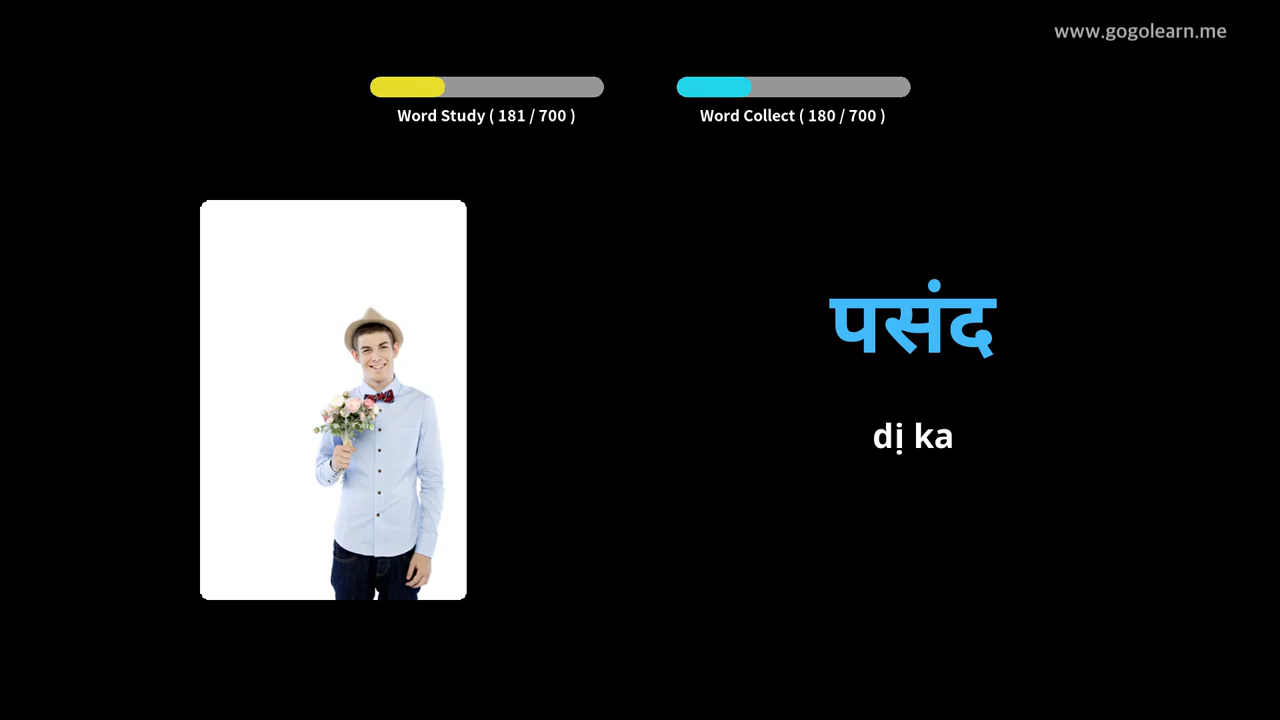 www.gogolearn.me
Word Study ( 181 / 700 )
Word Collect ( 180 / 700 )
पसंद
dị ka